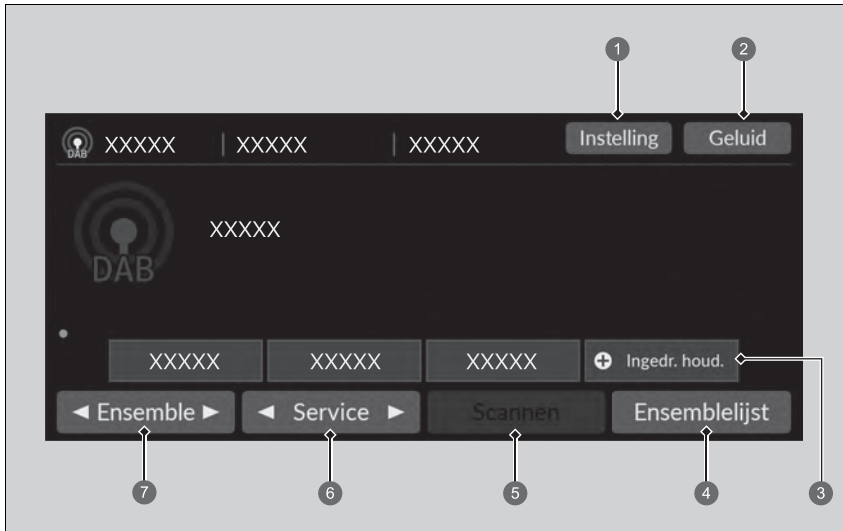 1 2
DAB XXXXX | XXXXX | XXXXX Instelling Geluid
DAB XXXXX
XXXXX XXXXX XXXXX Ingedr. houd.
◄ Ensemble ► ◄ Service ► Scannen Ensemblelijst
7 6 5 4 3